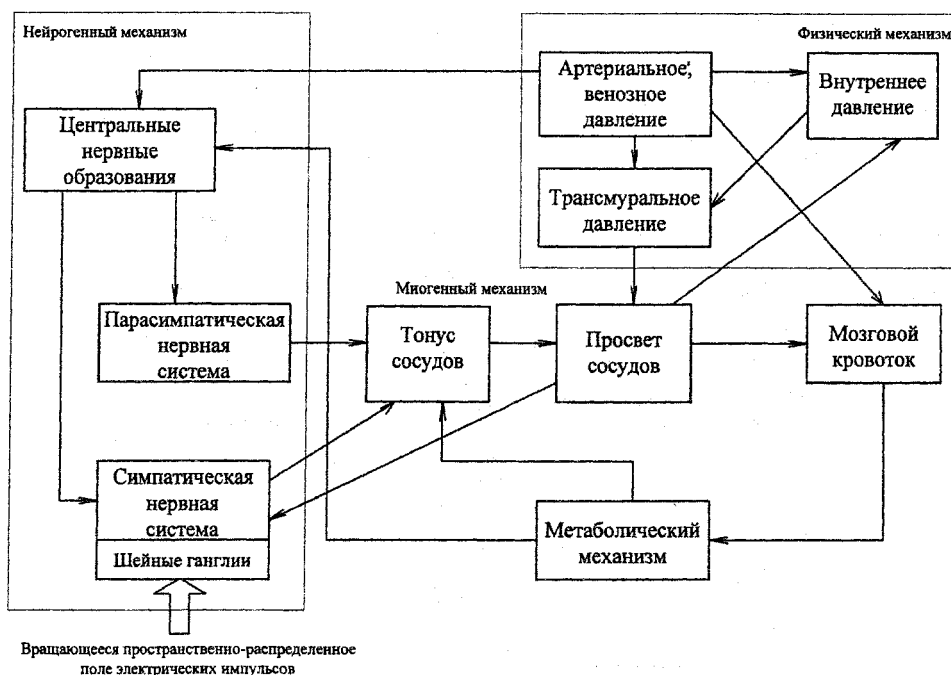 Нейрогенный механизм
Физический механизм
Артериальное,
венозное
давление
Внутреннее
давление
Центральные
нервные
образования
Трансмуральное
давление
Миогенный механизм
Парасимпатическая
нервная
система
Тонус
сосудов
Просвет
сосудов
Мозговой
кровоток
Симпатическая
нервная
система
Шейные ганглии
Метаболический
механизм
Вращающееся пространственно-распределенное
поле электрических импульсов